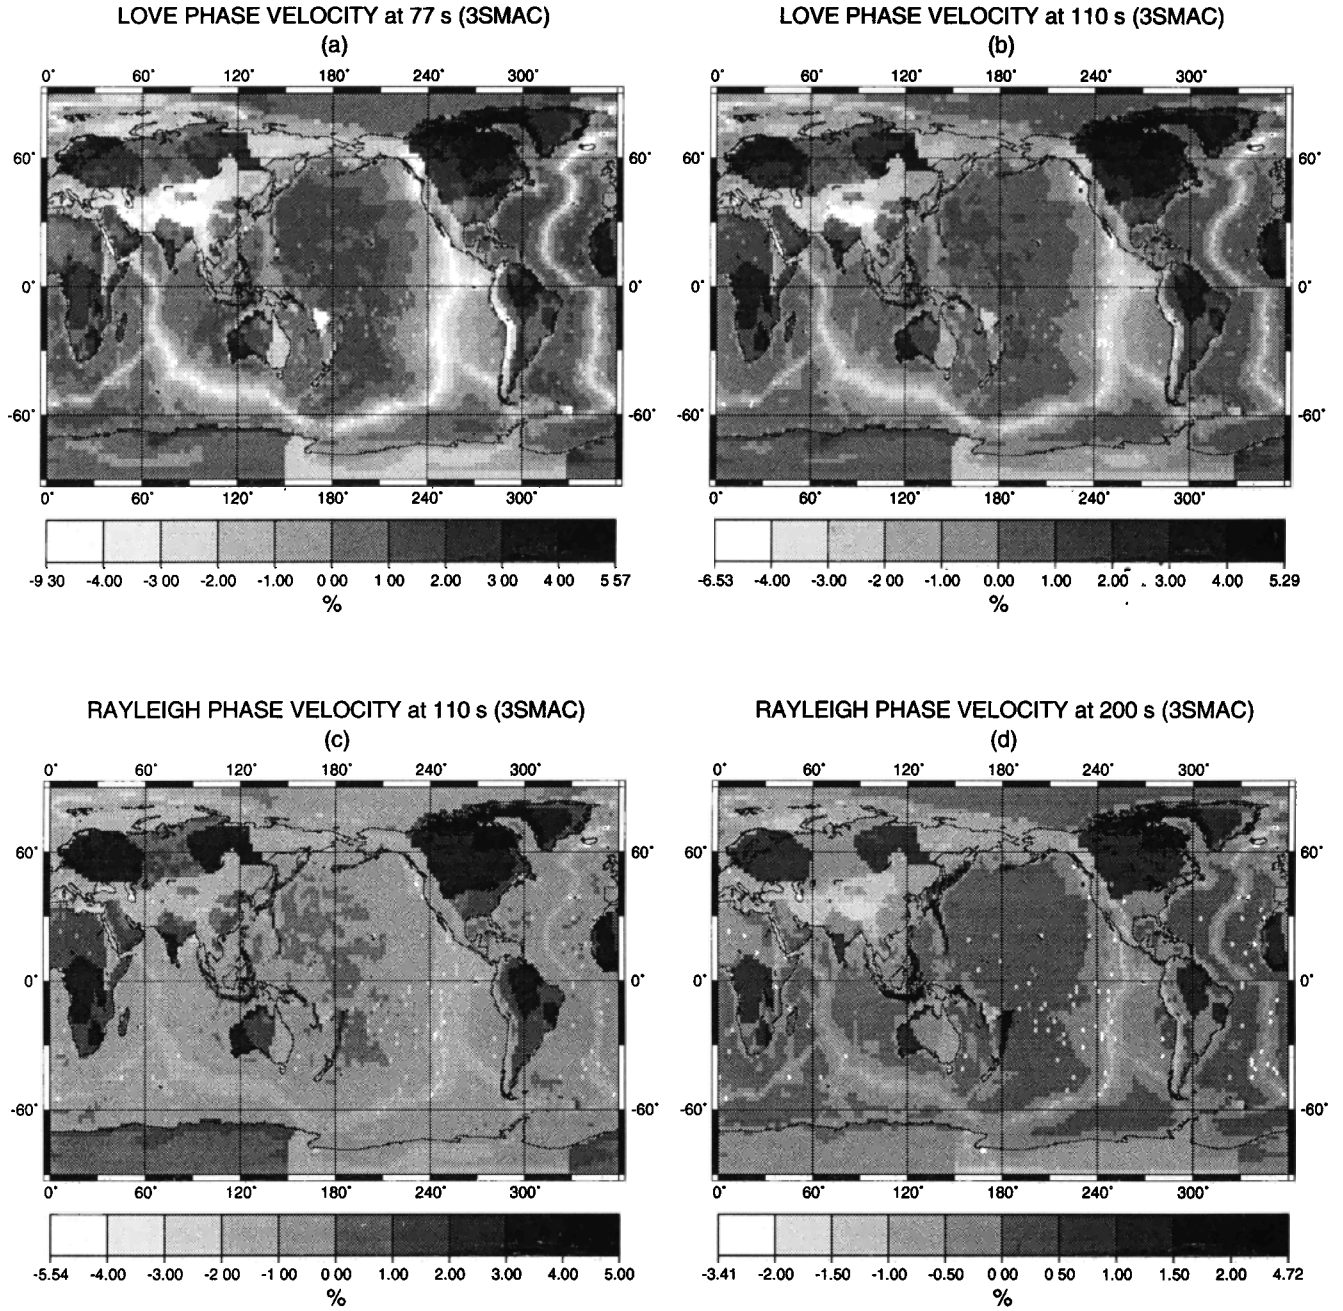 LOVE PHASE VELOCITY at 77 s (3SMAC)
(a)
0° 60° 120° 180° 240° 300°
60° 60°
0° 0°
-60° -60°
0° 60° 120° 180° 240° 300°
-9 30 -4.00 -3 00 -2.00 -1.00 0 00 1.00 2.00 3.00 4 00 5.57
%
LOVE PHASE VELOCITY at 110 s (3SMAC)
(b)
0° 60° 120° 180° 240° 300°
60° 60°
0° 0°
-60° -60°
0° 60° 120° 180° 240° 300°
-6.53 -4.00 -3.00 -2 00 -1.00 0.00 1.00 2.00 3.00 4.00 5.29
%
RAYLEIGH PHASE VELOCITY at 110 s (3SMAC)
(c)
0° 60° 120° 180° 240° 300°
60° 60°
0° 0°
-60° -60°
0° 60° 120° 180° 240° 300°
-5.54 -4.00 -3.00 -2.00 -1 00 0 00 1.00 2.00 3.00 4.00 5.00
%
RAYLEIGH PHASE VELOCITY at 200 s (3SMAC)
(d)
0° 60° 120° 180° 240° 300°
60° 60°
0° 0°
-60° -60°
0° 60° 120° 180° 240° 300°
-3.41 -2.00 -1.50 -1.00 -0.50 0 00 0 50 1.00 1.50 2.00 4.72
%